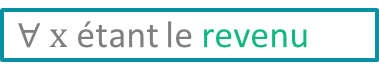 ∀ x étant le revenu